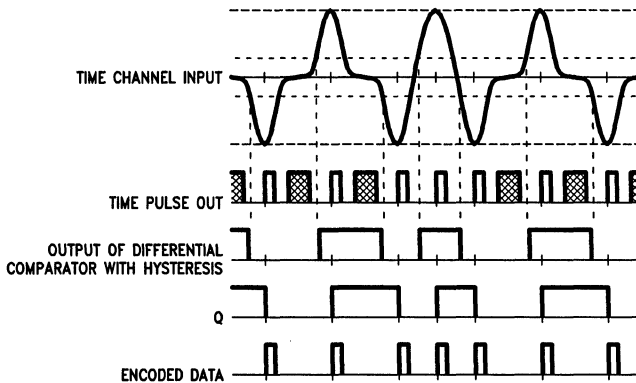 TIME CHANNEL INPUT
TIME PULSE OUT
OUTPUT OF DIFFERENTIAL
COMPARATOR WITH HYSTERESIS
Q
ENCODED DATA